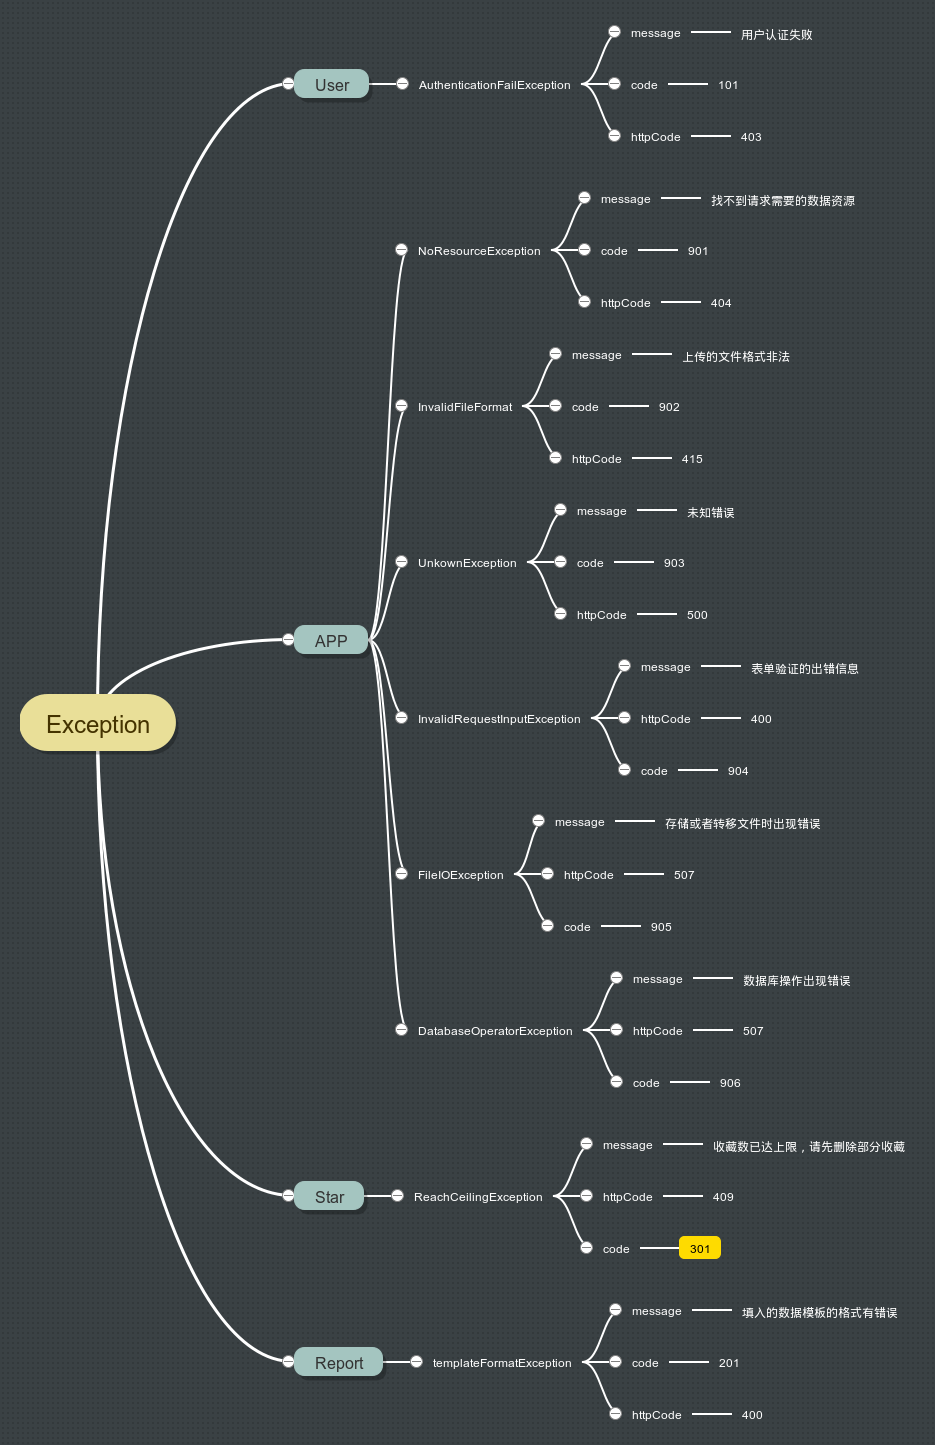 Exception
User
AuthenticationFailException
message 用户认证失败
code 101
httpCode 403
APP
NoResourceException
message 找不到请求需要的数据资源
code 901
httpCode 404
InvalidFileFormat
message 上传的文件格式非法
code 902
httpCode 415
UnkownException
message 未知错误
code 903
httpCode 500
InvalidRequestInputException
message 表单验证的出错信息
httpCode 400
code 904
FileIOException
message 存储或者转移文件时出现错误
httpCode 507
code 905
DatabaseOperatorException
message 数据库操作出现错误
httpCode 507
code 906
Star
ReachCeilingException
message 收藏数已达上限，请先删除部分收藏
httpCode 409
code 301
Report
templateFormatException
message 填入的数据模板的格式有错误
code 201
httpCode 400